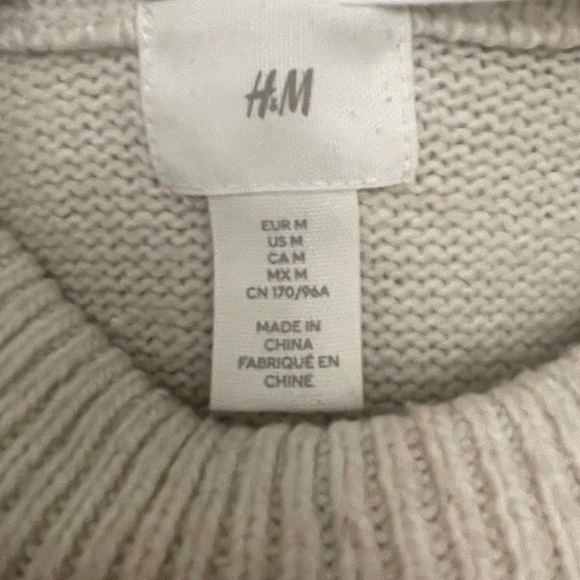 H&M
EUR M
US M
CA M
MX M
CN 170/96A
MADE IN
CHINA
FABRIQUÉ EN
CHINE